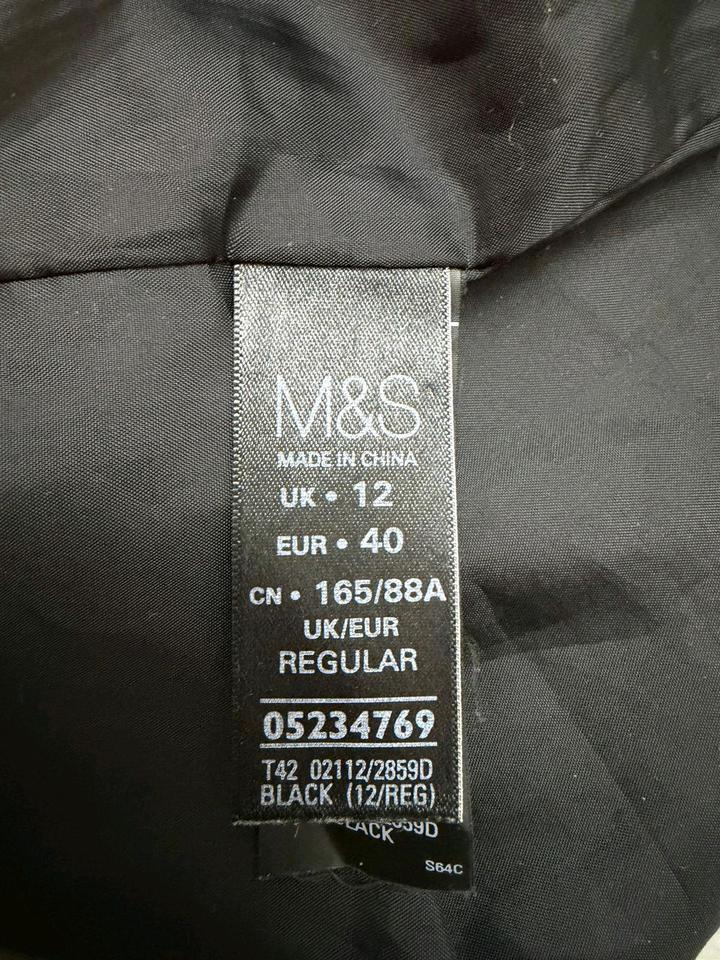 M&S
MADE IN CHINA
UK • 12
EUR • 40
CN • 165/88A
UK/EUR
REGULAR
05234769
T42 02112/2859D
BLACK (12/REG)
S64C